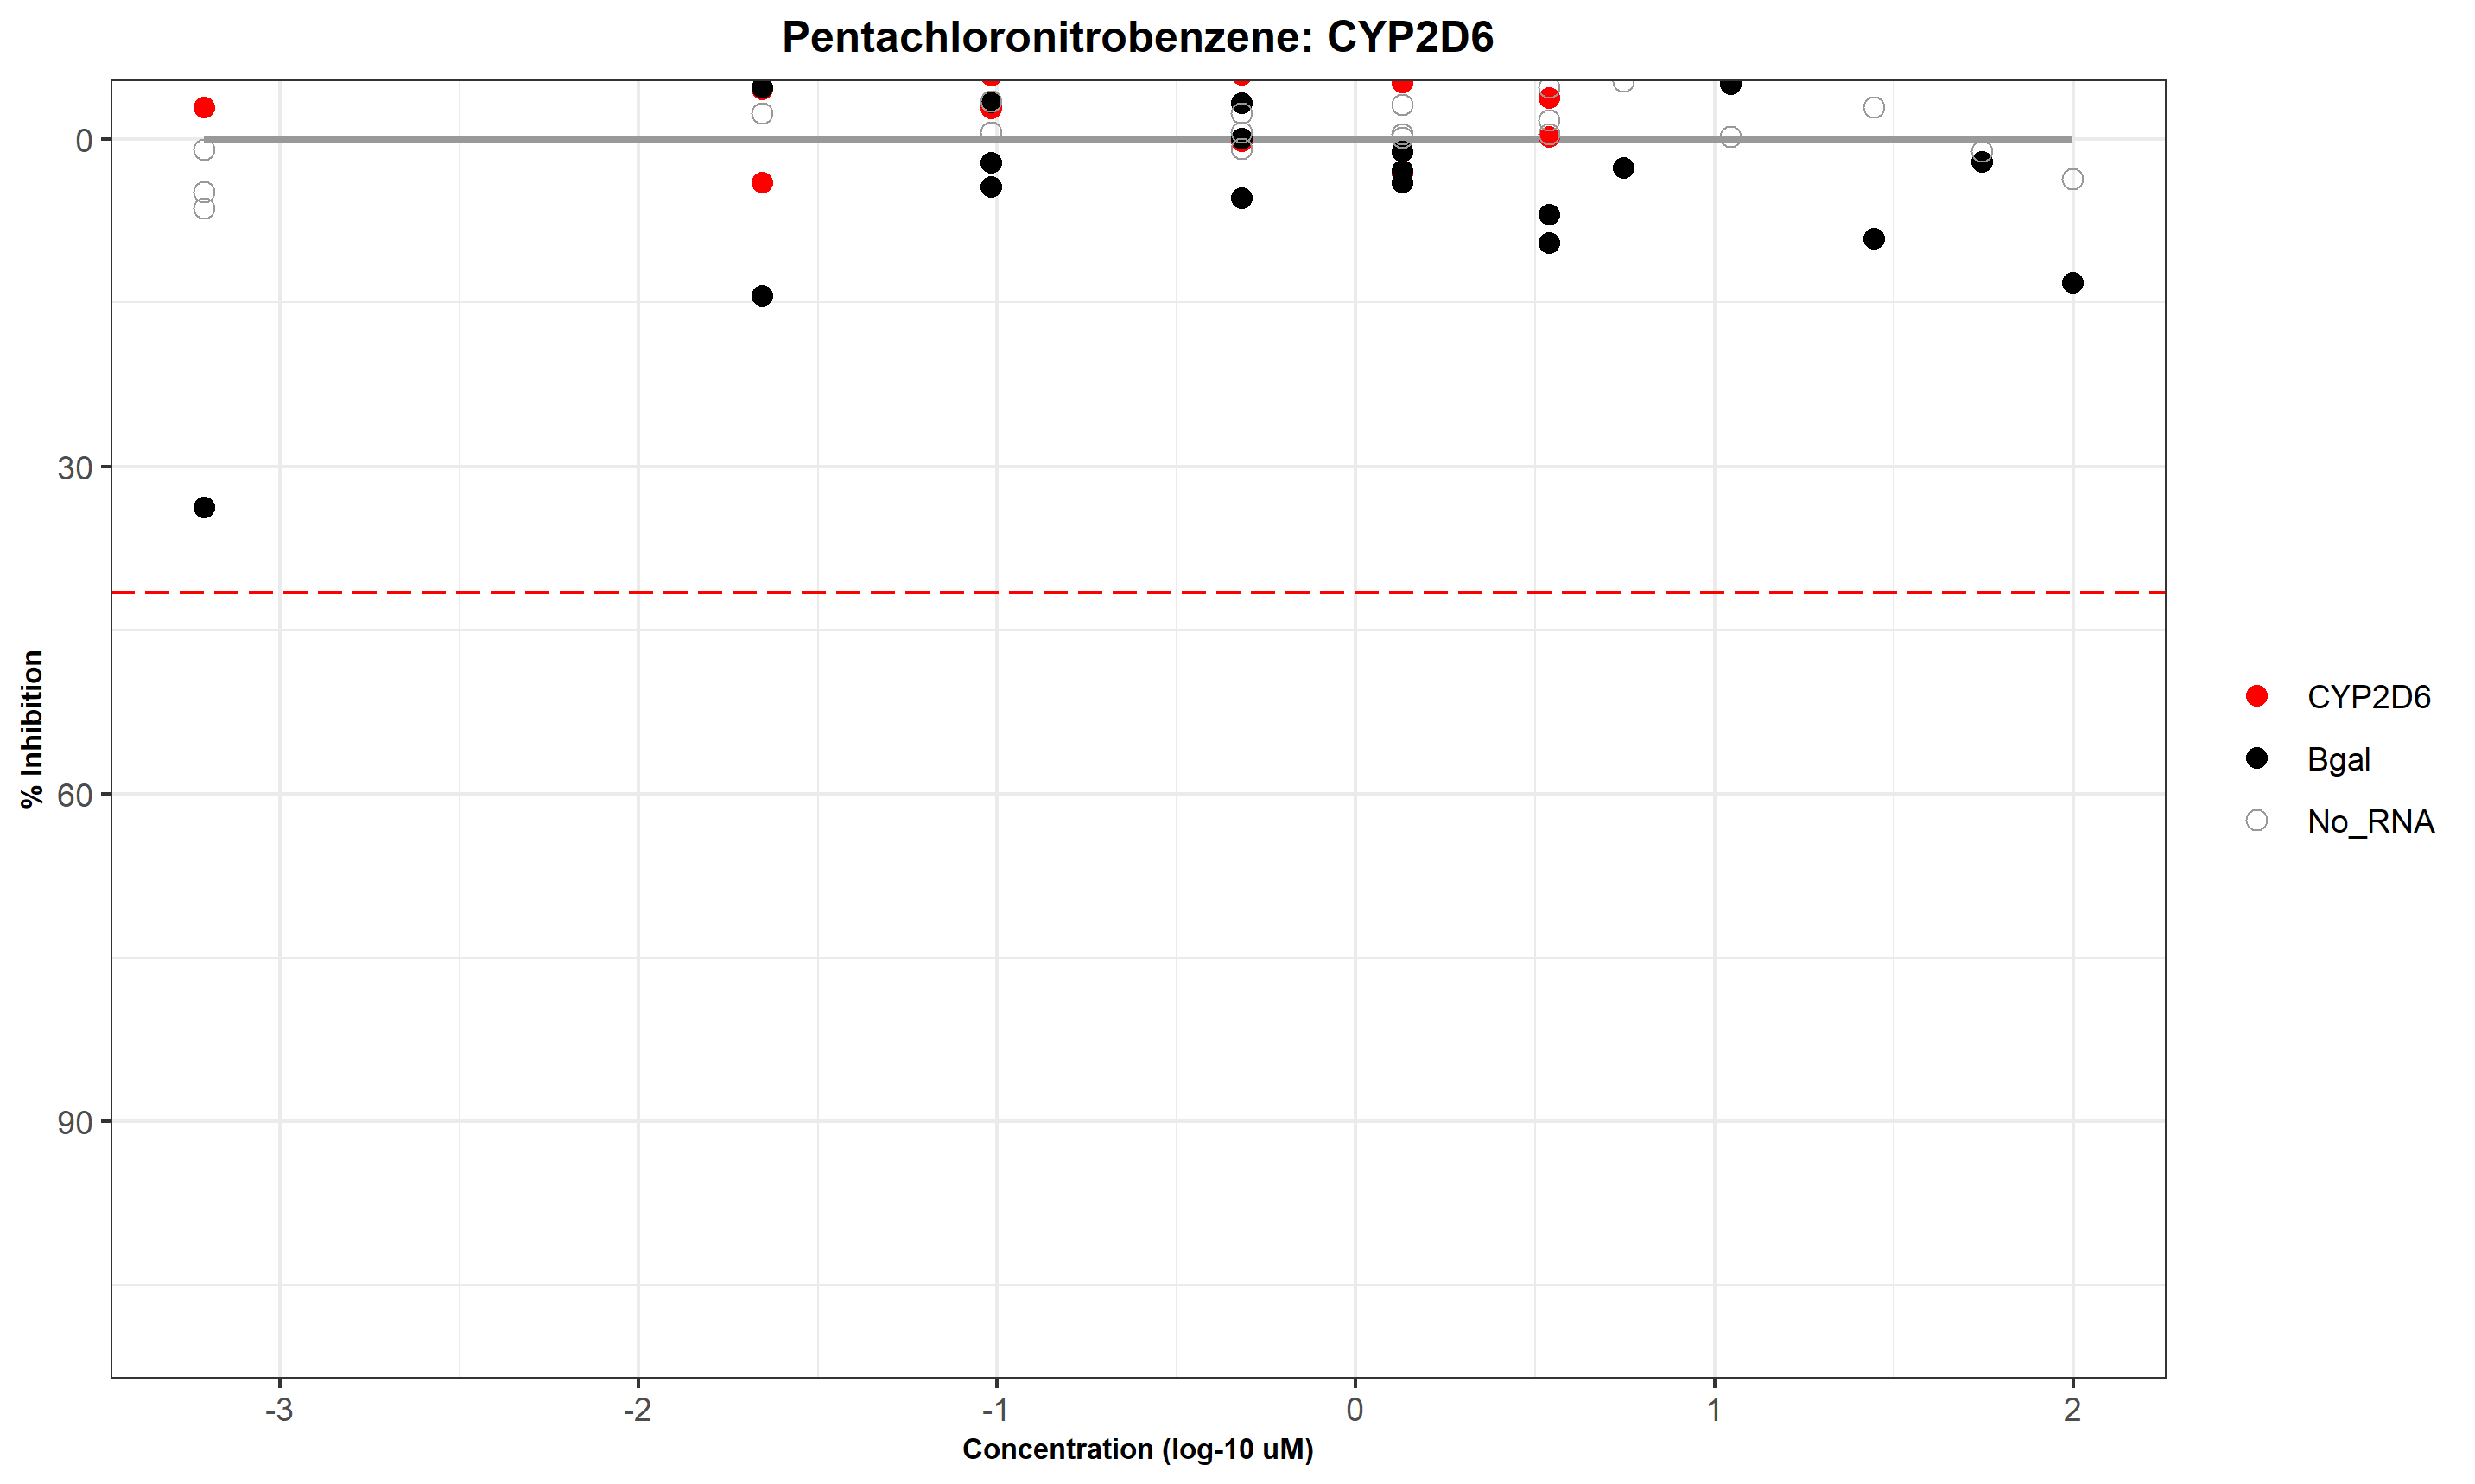 Pentachloronitrobenzene: CYP2D6
0
30
60
90
% Inhibition
-3
-2
-1
0
1
2
Concentration (log-10 uM)
CYP2D6
Bgal
No_RNA